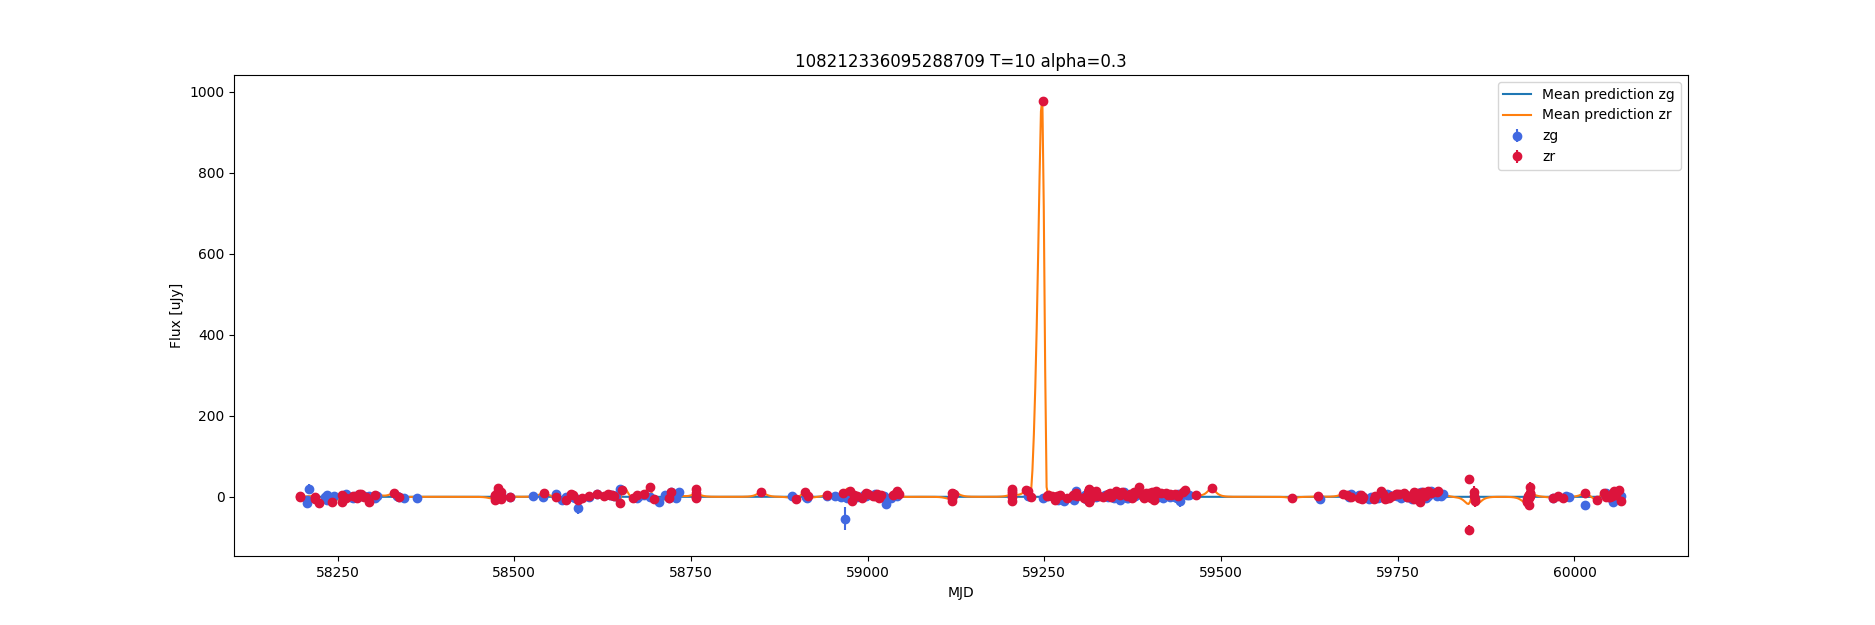 108212336095288709 T=10 alpha=0.3
1000
800
600
400
200
0
Flux [uJy]
58250 58500 58750 59000 59250 59500 59750 60000
MJD
Mean prediction zg
Mean prediction zr
zg
zr